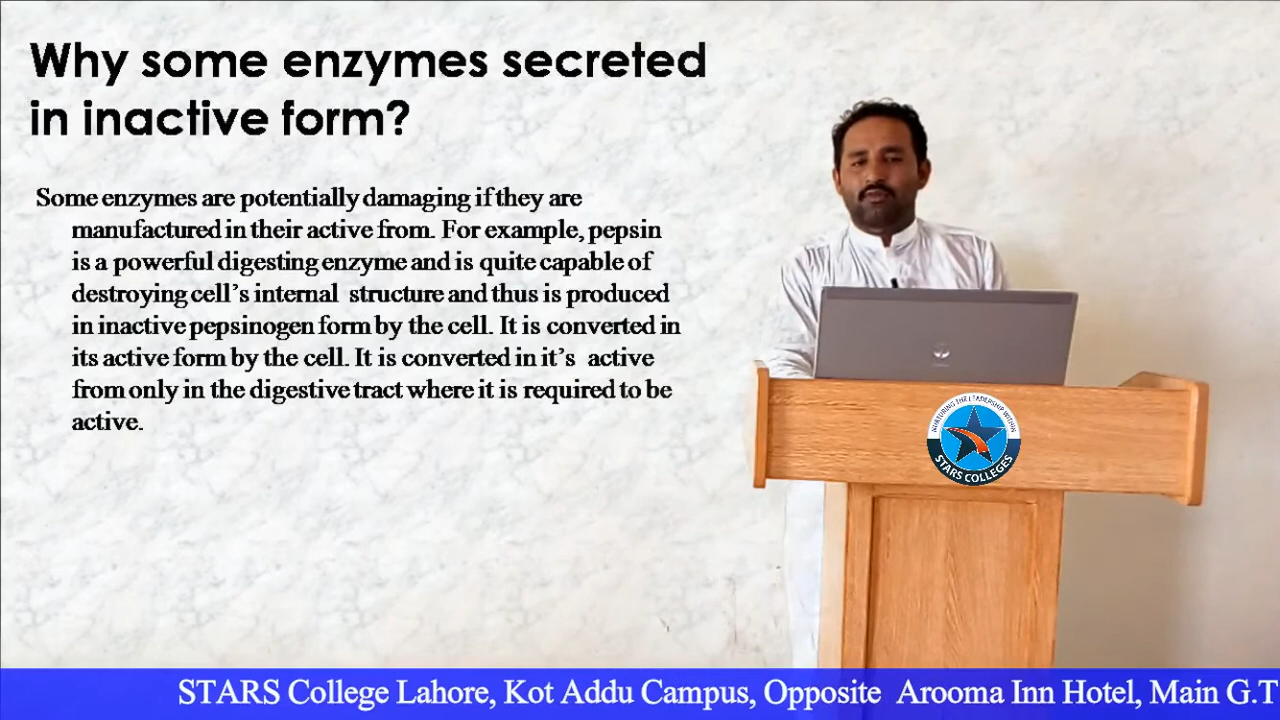 Why some enzymes secreted
in inactive form?
Some enzymes are potentially damaging if they are
manufactured in their active from. For example, pepsin
is a powerful digesting enzyme and is quite capable of
destroying cell's internal structure and thus is produced
in inactive pepsinogen form by the cell. It is converted in
its active form by the cell. It is converted in it's active
from only in the digestive tract where it is required to be
active.
NURTURING THE LEADERSHIP WITHIN
STARS COLLEGES
STARS College Lahore, Kot Addu Campus, Opposite Arooma Inn Hotel, Main G.T